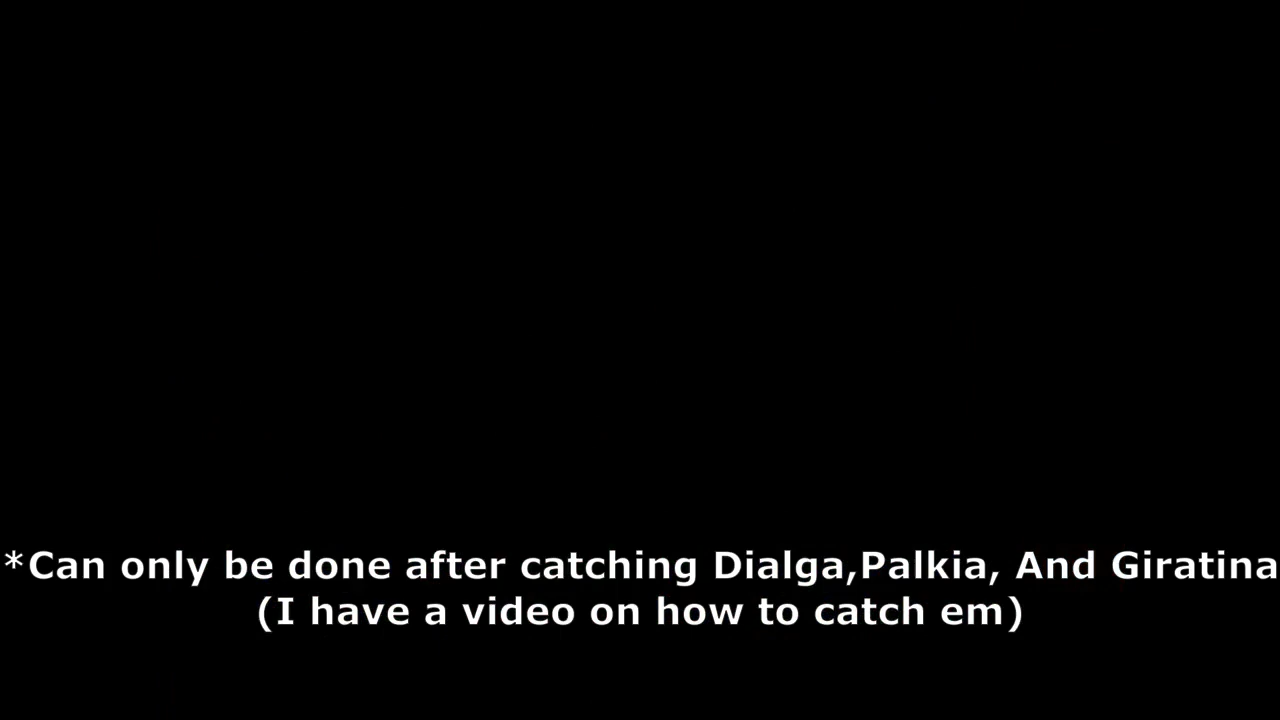 *Can only be done after catching Dialga,Palkia, And Giratina
(I have a video on how to catch em)